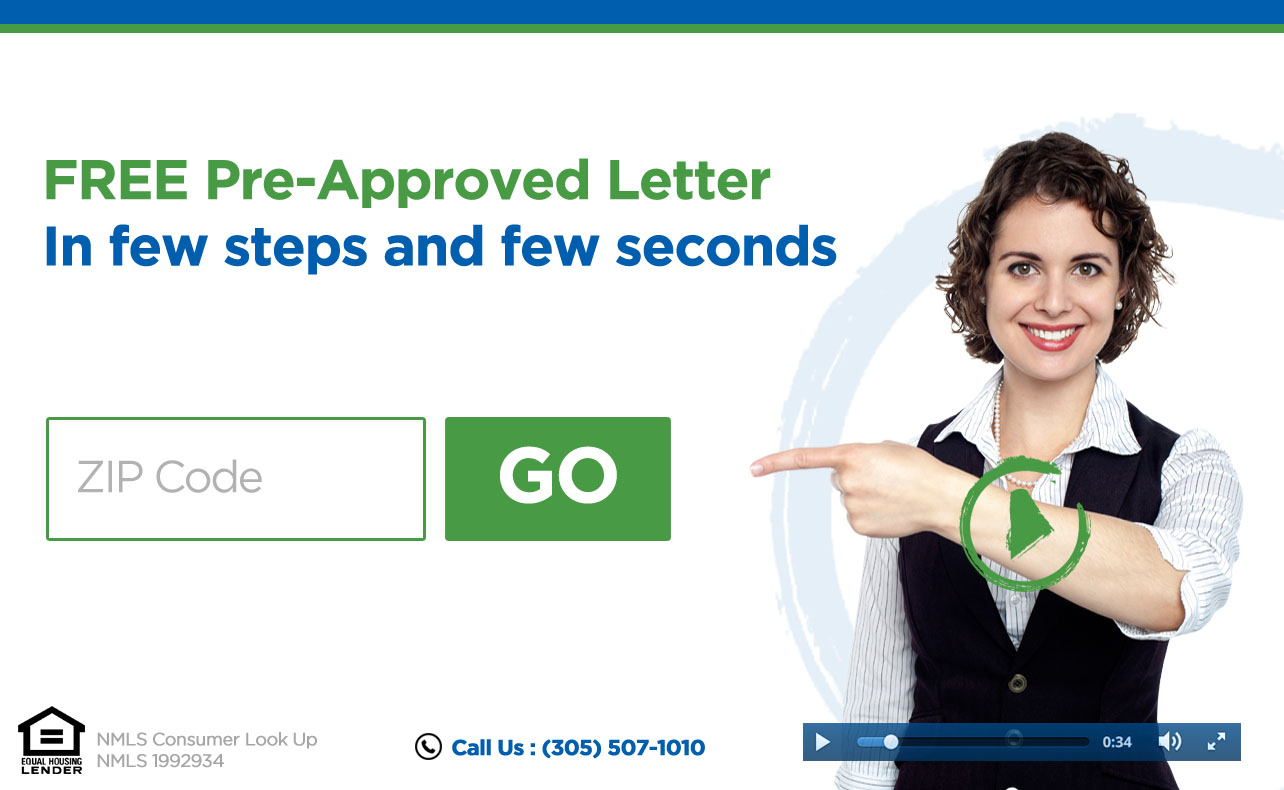 FREE Pre-Approved Letter
In few steps and few seconds
ZIP Code
GO
EQUAL HOUSING
LENDER
NMLS Consumer Look Up
NMLS 1992934
Call Us : (305) 507-1010
0:34